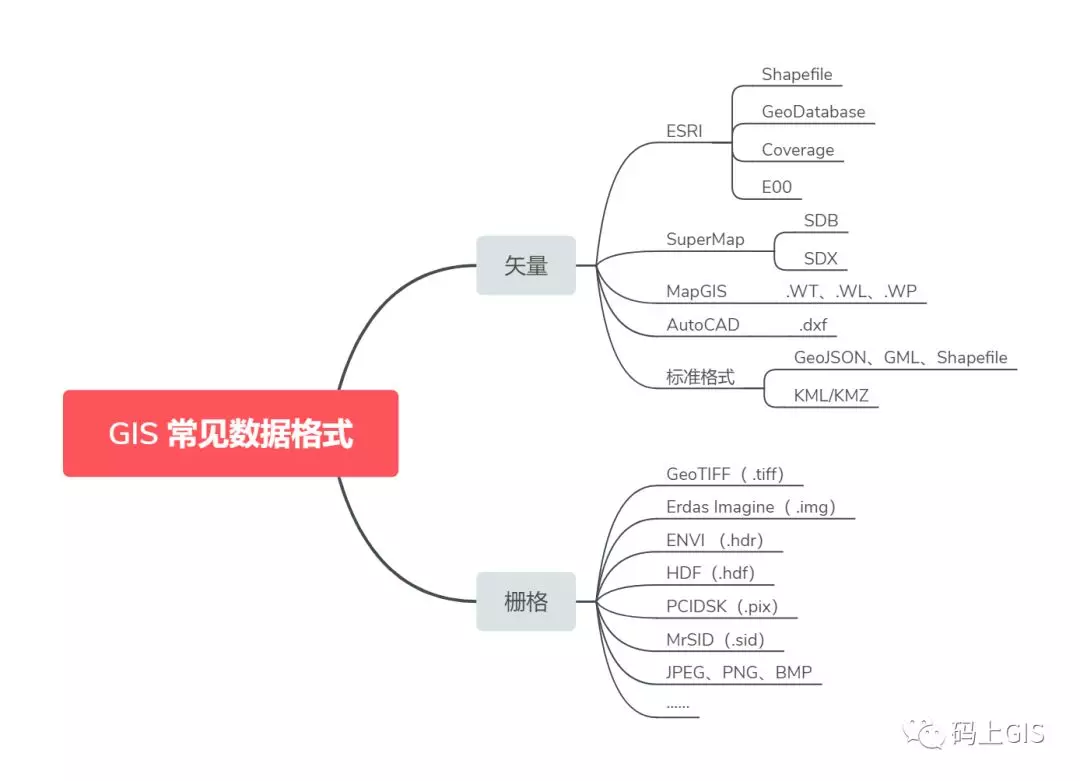 GIS 常见数据格式
矢量
ESRI
Shapefile
GeoDatabase
Coverage
E00
SuperMap
SDB
SDX
MapGIS .WT、.WL、.WP
AutoCAD .dxf
标准格式
GeoJSON、GML、Shapefile
KML/KMZ
栅格
GeoTIFF（ .tiff）
Erdas Imagine（ .img）
ENVI （.hdr）
HDF（.hdf）
PCIDSK（.pix）
MrSID（.sid）
JPEG、PNG、BMP
......
码上GIS